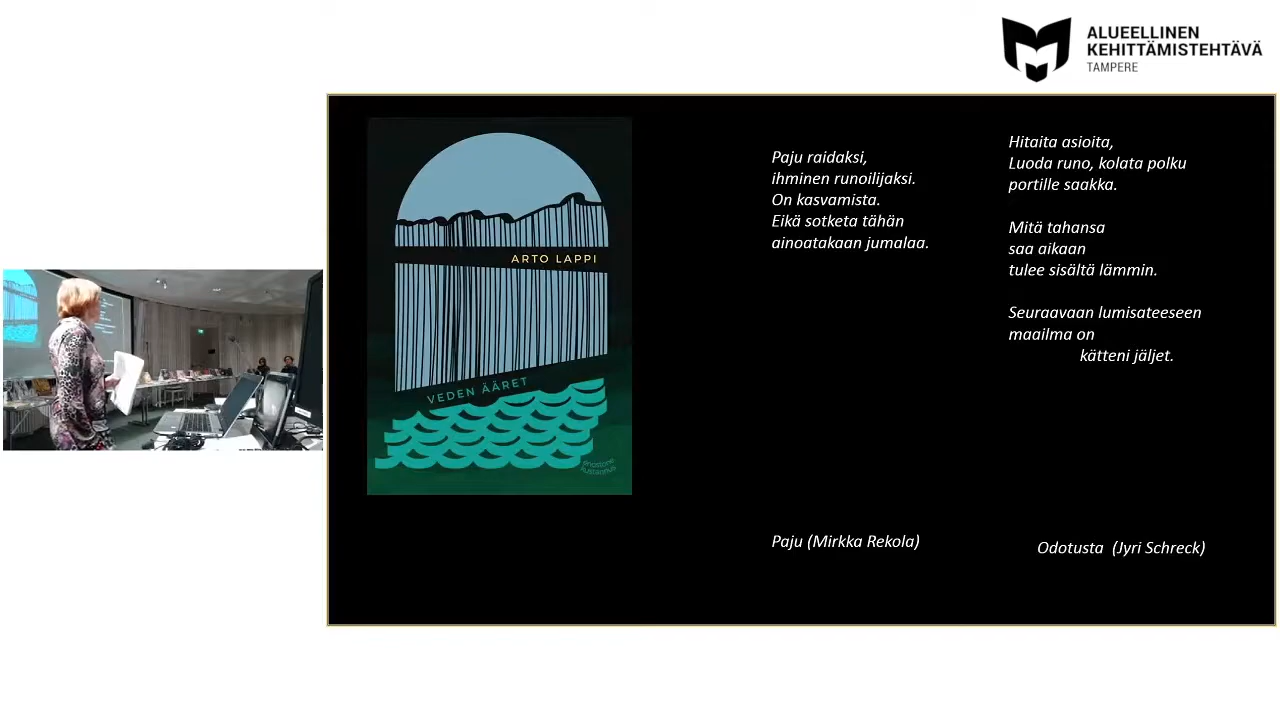 ALUEELLINEN
KEHITTÄMISTEHTÄVÄ
TAMPERE
ARTO LAPPI
VEDEN ÄÄRET
Paju raidaksi,
ihminen runoilijaksi.
On kasvamista.
Eikä sotketa tähän
ainoatakaan jumalaa.
Paju (Mirkka Rekola)
Hitaita asioita,
Luoda runo, kolata polku
portille saakka.
Mitä tahansa
saa aikaan
tulee sisältä lämmin.
Seuraavaan lumisateeseen
maailma on
kätteni jäljet.
Odotusta (Jyri Schreck)